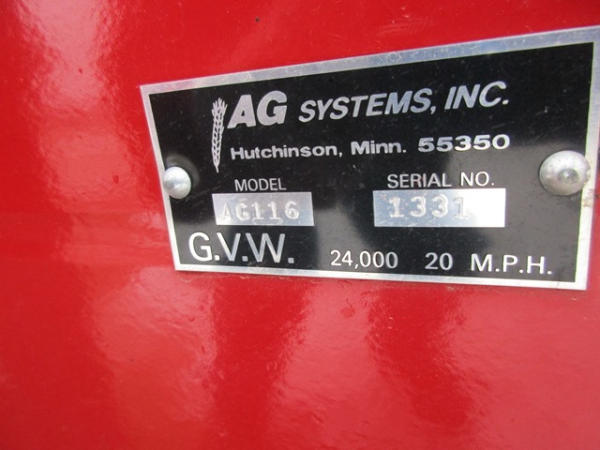 AG SYSTEMS, INC.
Hutchinson, Minn. 55350
MODEL SERIAL NO.
AG116 1331
G.V.W. 24,000 20 M.P.H.